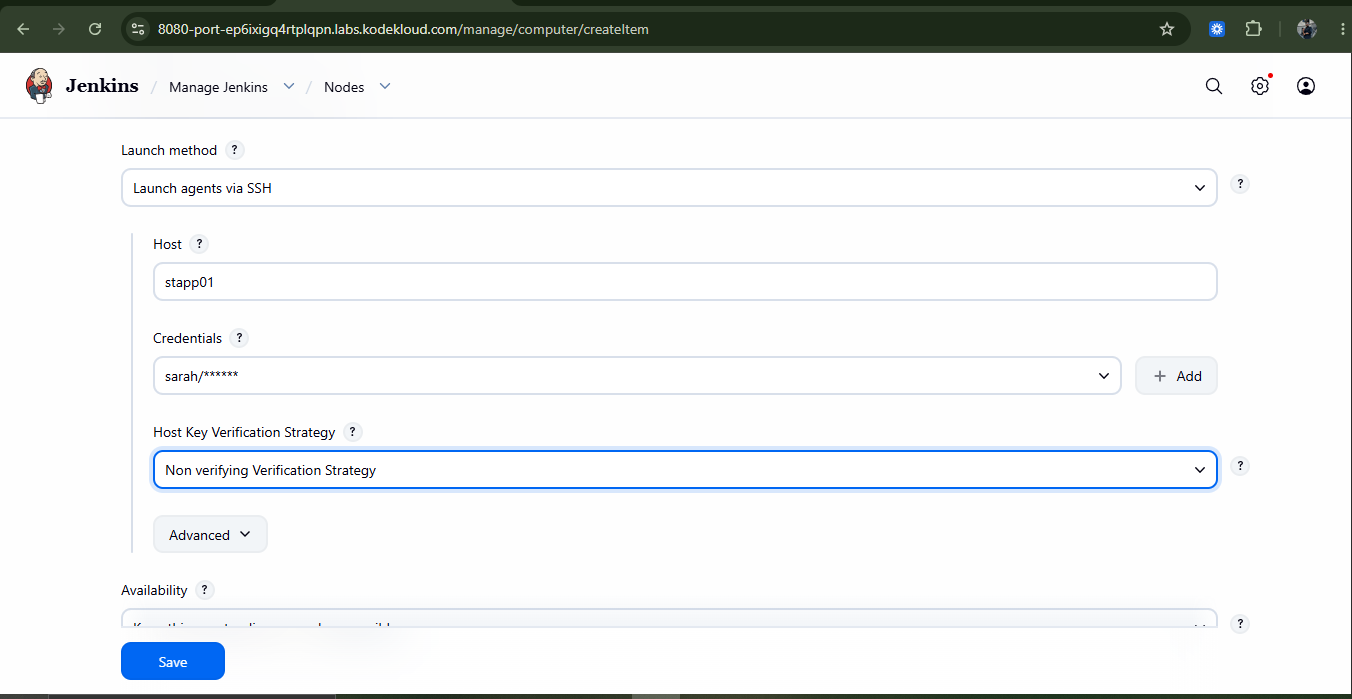 8080-port-ep6ixigq4rtplqpn.labs.kodekloud.com/manage/computer/createItem
Jenkins / Manage Jenkins / Nodes
Launch method ?
Launch agents via SSH ?
Host ?
stapp01
Credentials ?
sarah/****** + Add
Host Key Verification Strategy ?
Non verifying Verification Strategy ?
Advanced
Availability ?
?
Save